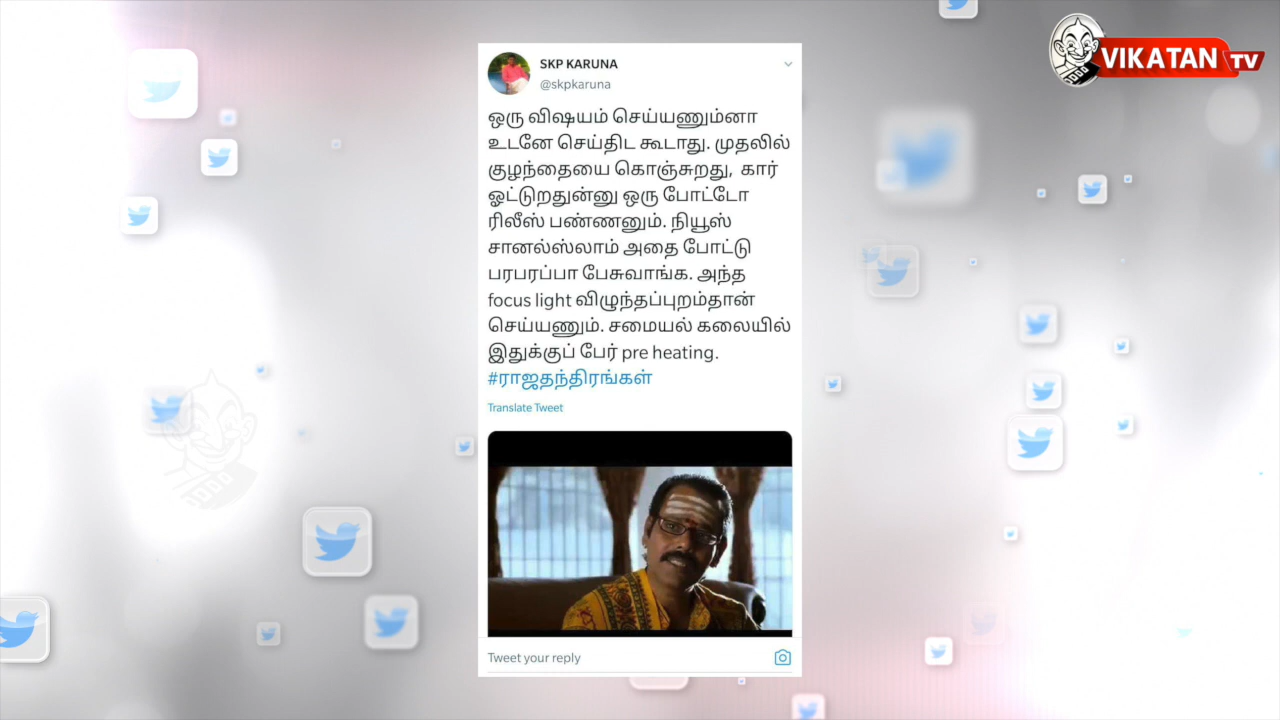 VIKATAN TV
SKP KARUNA
@skpkaruna
ஒரு விஷயம் செய்யணும்னா
உடனே செய்திட கூடாது. முதலில்
குழந்தையை கொஞ்சுறது, கார்
ஓட்டுறதுன்னு ஒரு போட்டோ
ரிலீஸ் பண்ணனும். நியூஸ்
சானல்ஸ்லாம் அதை போட்டு
பரபரப்பா பேசுவாங்க. அந்த
focus light விழுந்தப்புறம்தான்
செய்யணும். சமையல் கலையில்
இதுக்குப் பேர் pre heating.
#ராஜதந்திரங்கள்
Translate Tweet
Tweet your reply